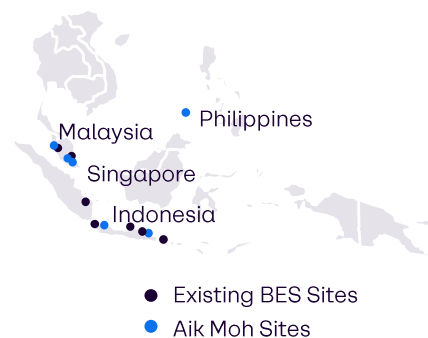 Philippines
Malaysia
Singapore
Indonesia
Existing BES Sites
Aik Moh Sites